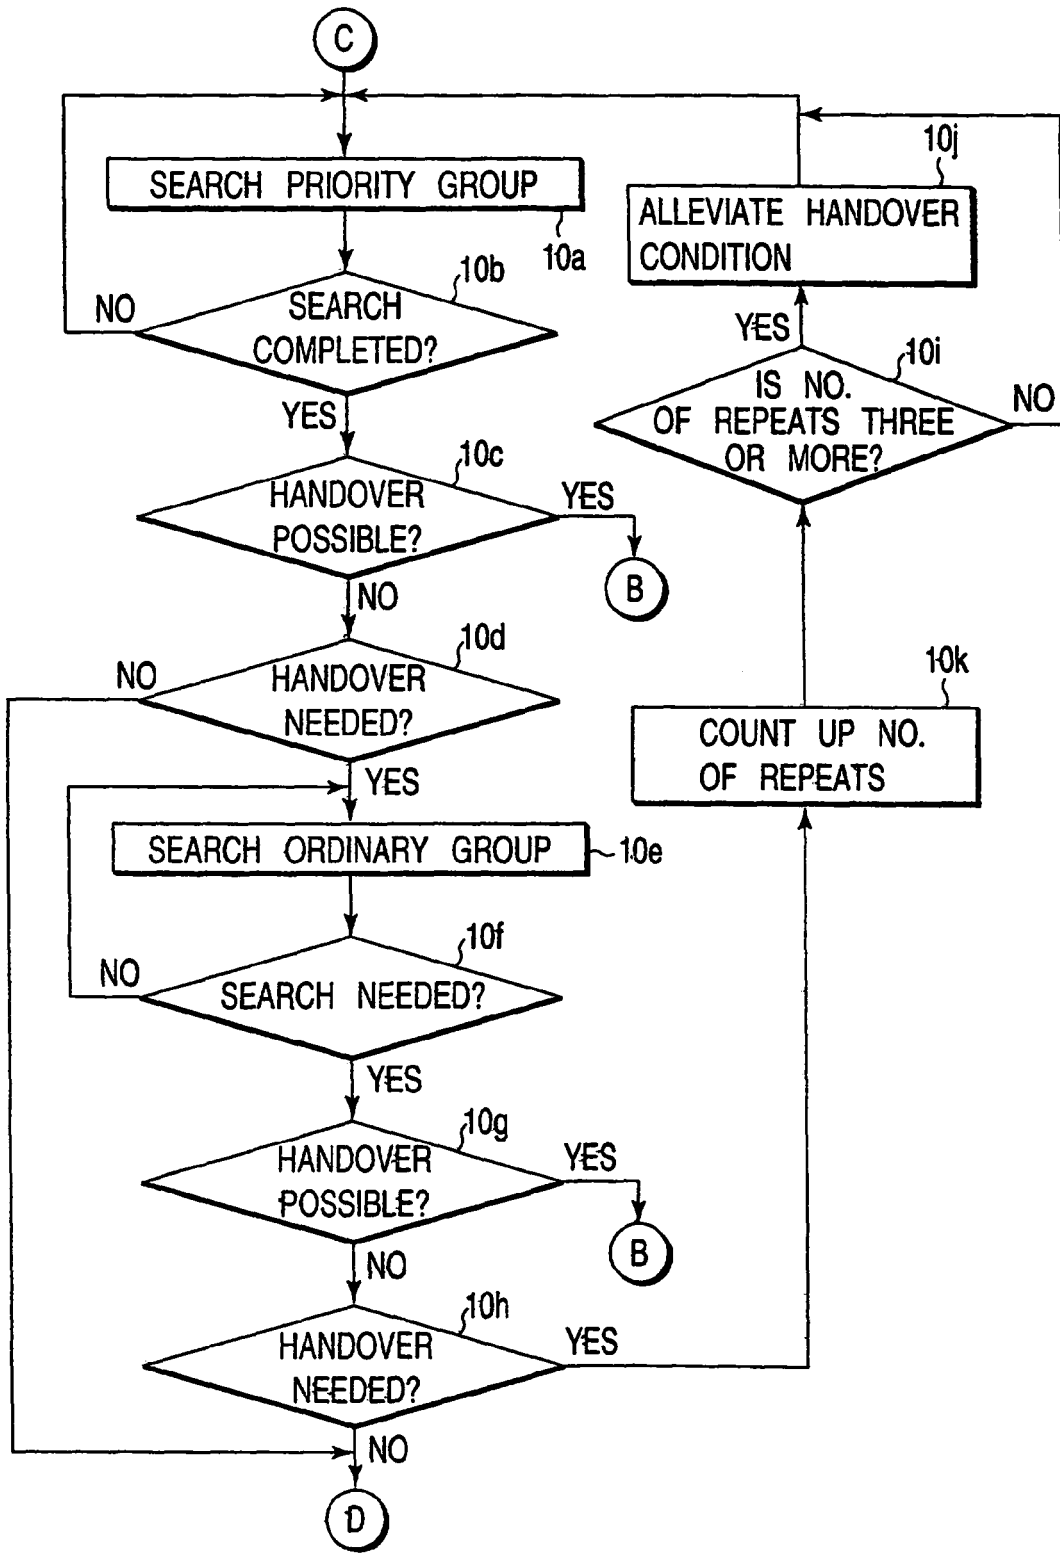 C
SEARCH PRIORITY GROUP
10a
10b
SEARCH
COMPLETED?
NO
YES
10c
HANDOVER
POSSIBLE?
YES
B
NO
10d
HANDOVER
NEEDED?
NO
YES
SEARCH ORDINARY GROUP
10e
10f
SEARCH NEEDED?
NO
YES
10g
HANDOVER
POSSIBLE?
YES
B
NO
10h
HANDOVER
NEEDED?
YES
NO
D
10j
ALLEVIATE HANDOVER
CONDITION
YES
10i
IS NO.
OF REPEATS THREE
OR MORE?
NO
10k
COUNT UP NO.
OF REPEATS